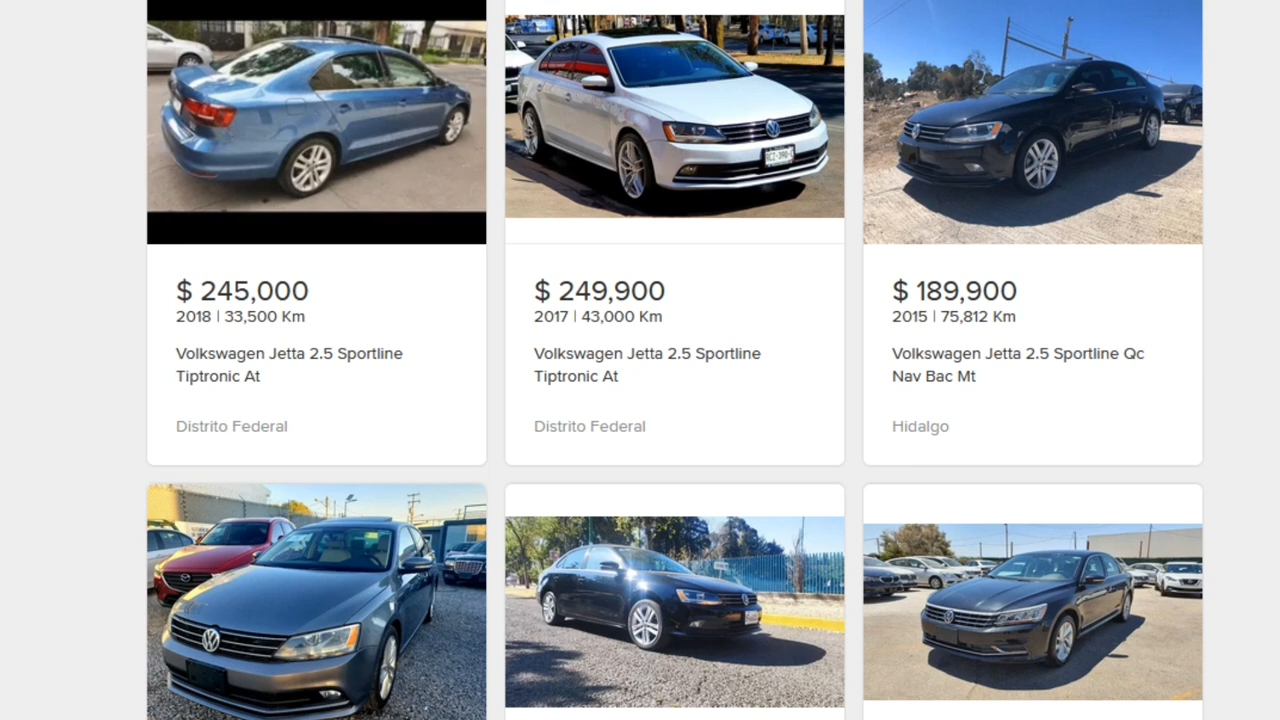 $ 245,000
2018 | 33,500 Km
Volkswagen Jetta 2.5 Sportline
Tiptronic At
Distrito Federal
$ 249,900
2017 | 43,000 Km
Volkswagen Jetta 2.5 Sportline
Tiptronic At
Distrito Federal
$ 189,900
2015 | 75,812 Km
Volkswagen Jetta 2.5 Sportline Qc
Nav Bac Mt
Hidalgo